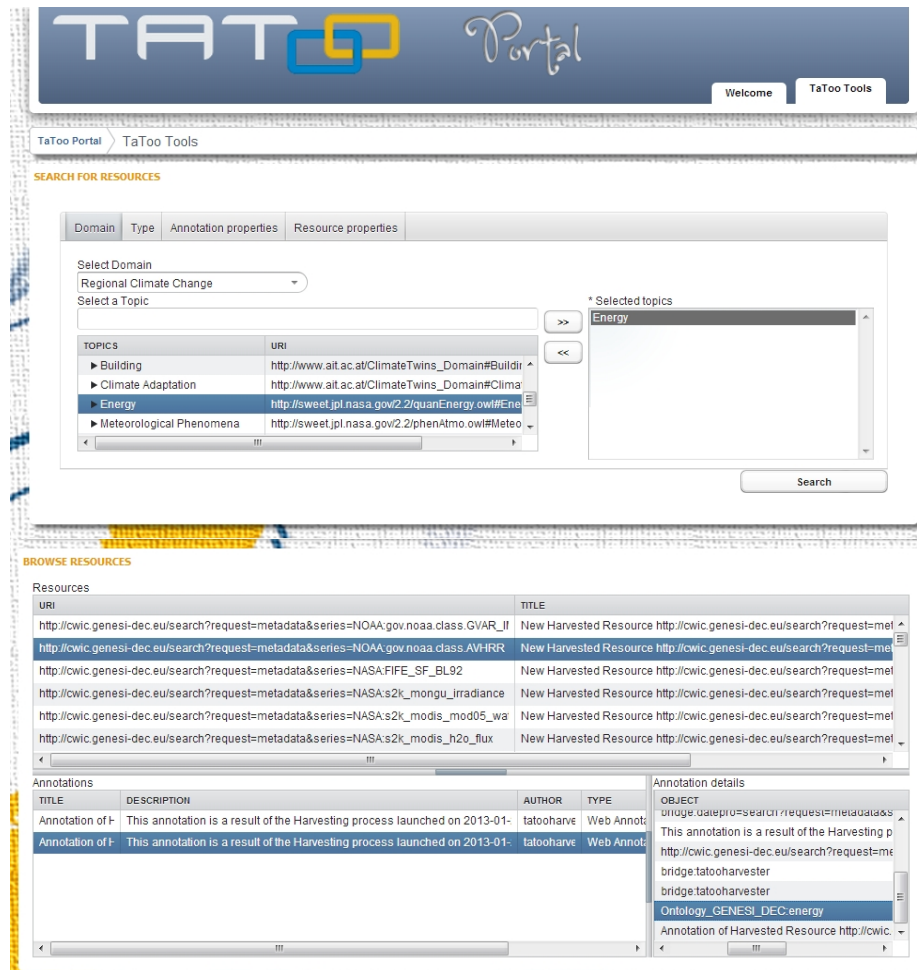 TATOO Portal
Welcome TaToo Tools
TaToo Portal TaToo Tools
SEARCH FOR RESOURCES
Domain Type Annotation properties Resource properties
Select Domain
Regional Climate Change
Select a Topic * Selected topics
>> Energy
<<
TOPICS URI
Building http://www.ait.ac.at/ClimateTwins_Domain#Buildin
Climate Adaptation http://www.ait.ac.at/ClimateTwins_Domain#Clima
Energy http://sweet.jpl.nasa.gov/2.2/quanEnergy.owl#Ene
Meteorological Phenomena http://sweet.jpl.nasa.gov/2.2/phenAtmo.owl#Meteo
Search
BROWSE RESOURCES
Resources
URI TITLE
http://cwic.genesi-dec.eu/search?request=metadata&series=NOAA:gov.noaa.class.GVAR_IM New Harvested Resource http://cwic.genesi-dec.eu/search?request=met
http://cwic.genesi-dec.eu/search?request=metadata&series=NOAA:gov.noaa.class.AVHRR New Harvested Resource http://cwic.genesi-dec.eu/search?request=met
http://cwic.genesi-dec.eu/search?request=metadata&series=NASA:FIFE_SF_BL92 New Harvested Resource http://cwic.genesi-dec.eu/search?request=met
http://cwic.genesi-dec.eu/search?request=metadata&series=NASA:s2k_mongu_irradiance New Harvested Resource http://cwic.genesi-dec.eu/search?request=met
http://cwic.genesi-dec.eu/search?request=metadata&series=NASA:s2k_modis_mod05_wa New Harvested Resource http://cwic.genesi-dec.eu/search?request=met
http://cwic.genesi-dec.eu/search?request=metadata&series=NASA:s2k_modis_h2o_flux New Harvested Resource http://cwic.genesi-dec.eu/search?request=met
Annotations
TITLE DESCRIPTION AUTHOR TYPE
Annotation of H This annotation is a result of the Harvesting process launched on 2013-01-. tatooharve Web Annota
Annotation of H This annotation is a result of the Harvesting process launched on 2013-01-. tatooharve Web Annota
Annotation details
OBJECT
bridge:datepro=search?request=metadata&s
This annotation is a result of the Harvesting p
http://cwic.genesi-dec.eu/search?request=me
bridge:tatooharvester
bridge:tatooharvester
Ontology_GENESI_DEC:energy
Annotation of Harvested Resource http://cwic.